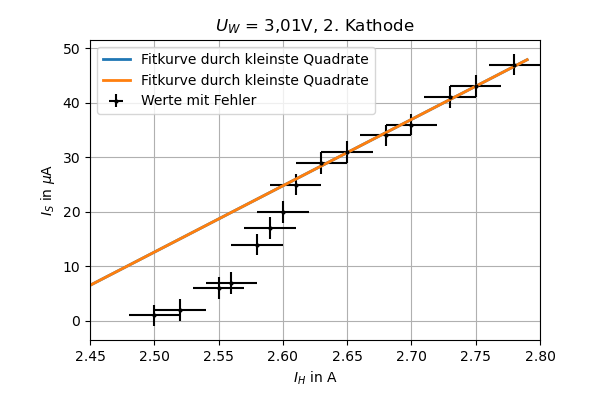 U_W = 3,01V, 2. Kathode
Fitkurve durch kleinste Quadrate
Fitkurve durch kleinste Quadrate
Werte mit Fehler
50
40
30
20
10
0
I_S in μA
2.45 2.50 2.55 2.60 2.65 2.70 2.75 2.80
I_H in A